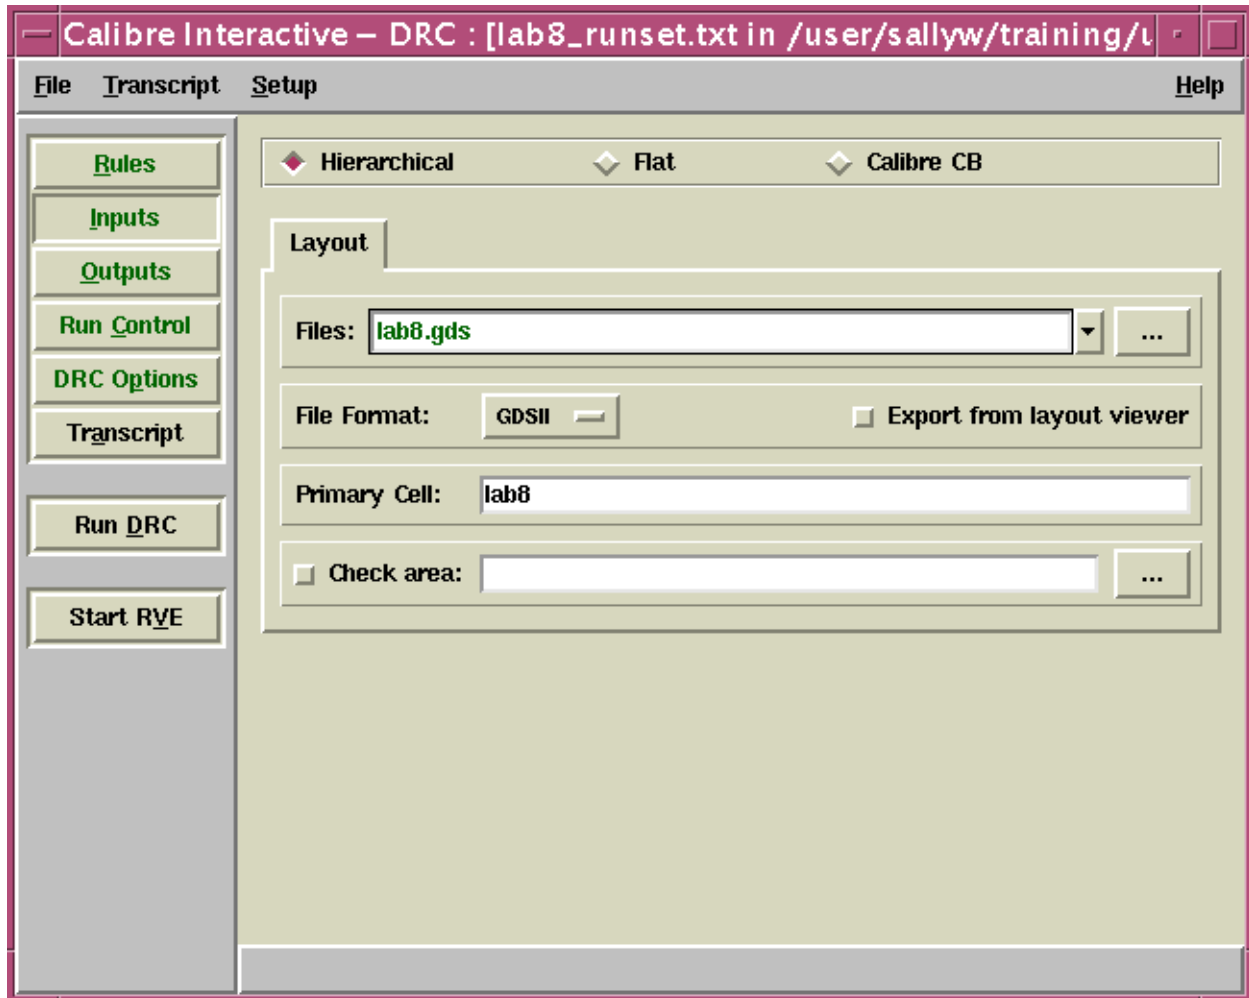 Calibre Interactive – DRC : [lab8_runset.txt in /user/sallyw/training/
File Transcript Setup Help
Rules
Inputs
Outputs
Run Control
DRC Options
Transcript
Run DRC
Start RVE
Hierarchical Flat Calibre CB
Layout
Files: lab8.gds ...
File Format: GDSII Export from layout viewer
Primary Cell: lab8
Check area: ...